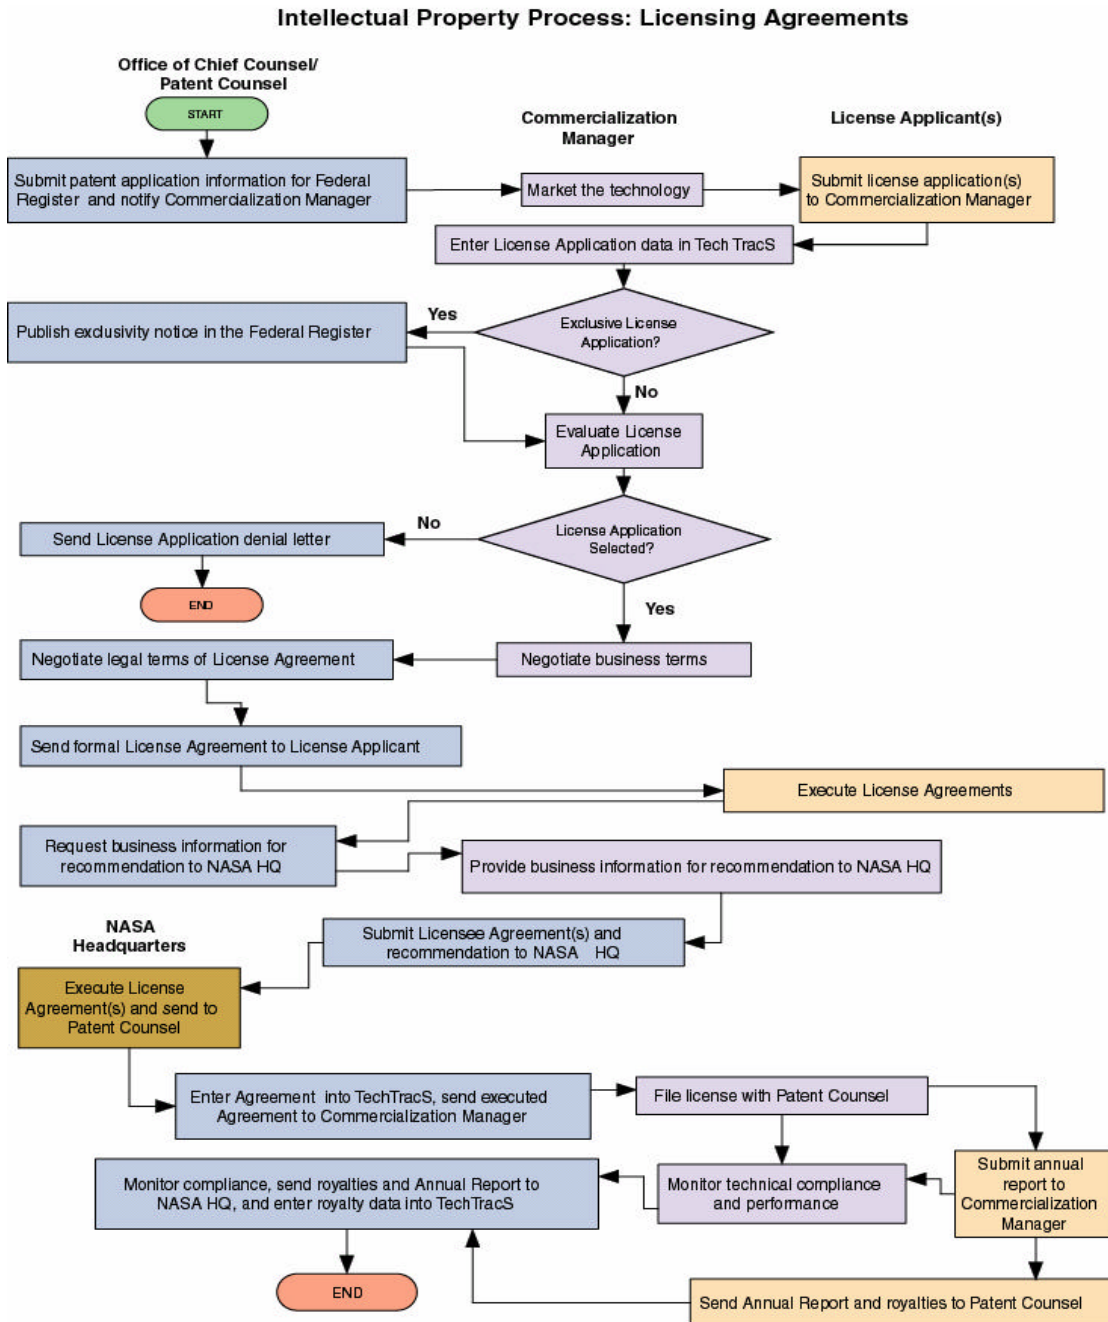 Intellectual Property Process: Licensing Agreements
Office of Chief Counsel/
Patent Counsel
START
Commercialization
Manager
License Applicant(s)
Submit patent application information for Federal
Register and notify Commercialization Manager
Market the technology
Submit license application(s)
to Commercialization Manager
Enter License Application data in Tech TracS
Publish exclusivity notice in the Federal Register
Yes
Exclusive License
Application?
No
Evaluate License
Application
Send License Application denial letter
No
License Application
Selected?
END
Yes
Negotiate legal terms of License Agreement
Negotiate business terms
Send formal License Agreement to License Applicant
Execute License Agreements
Request business information for
recommendation to NASA HQ
Provide business information for recommendation to NASA HQ
NASA
Headquarters
Submit Licensee Agreement(s) and
recommendation to NASA HQ
Execute License
Agreement(s) and send to
Patent Counsel
Enter Agreement into TechTracS, send executed
Agreement to Commercialization Manager
File license with Patent Counsel
Submit annual
report to
Commercialization
Manager
Monitor compliance, send royalties and Annual Report to
NASA HQ, and enter royalty data into TechTracS
Monitor technical compliance
and performance
END
Send Annual Report and royalties to Patent Counsel